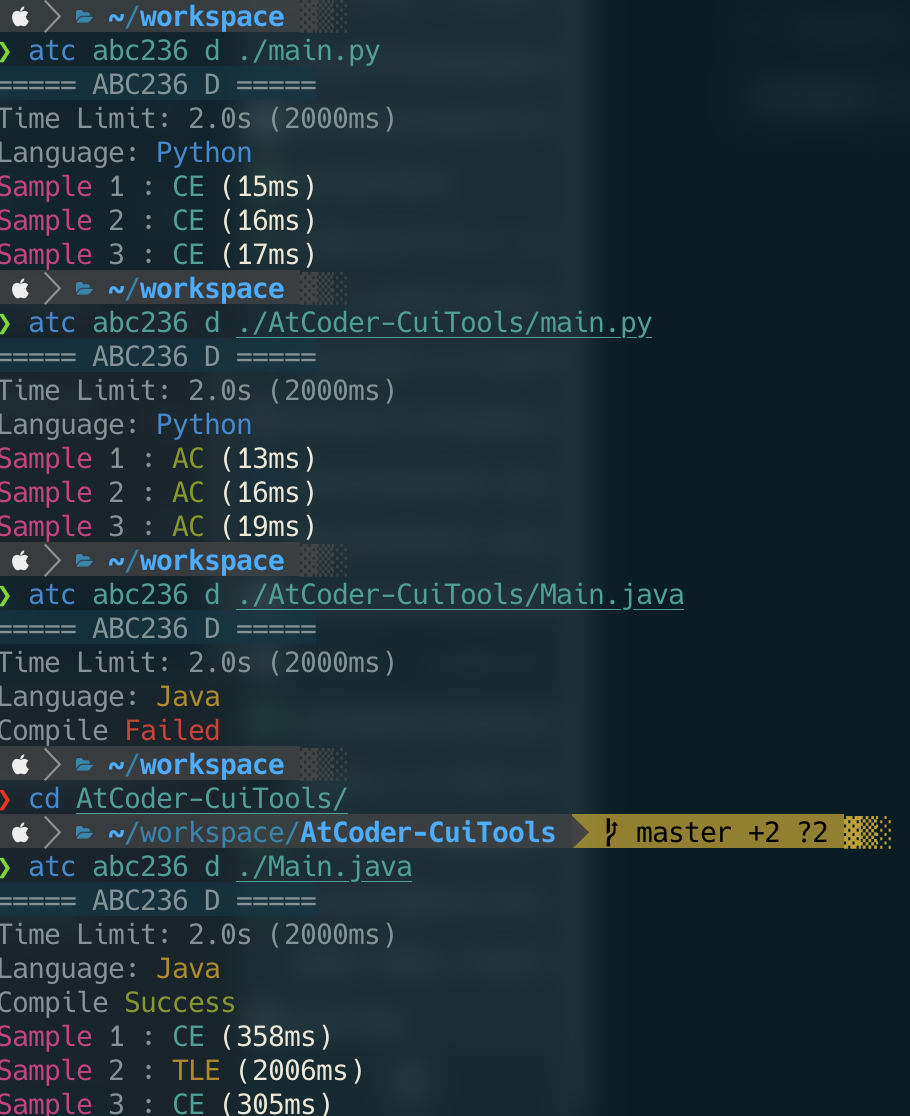 ~/workspace
❯ atc abc236 d ./main.py
===== ABC236 D =====
Time Limit: 2.0s (2000ms)
Language: Python
Sample 1 : CE (15ms)
Sample 2 : CE (16ms)
Sample 3 : CE (17ms)
~/workspace
❯ atc abc236 d ./AtCoder-CuiTools/main.py
===== ABC236 D =====
Time Limit: 2.0s (2000ms)
Language: Python
Sample 1 : AC (13ms)
Sample 2 : AC (16ms)
Sample 3 : AC (19ms)
~/workspace
❯ atc abc236 d ./AtCoder-CuiTools/Main.java
===== ABC236 D =====
Time Limit: 2.0s (2000ms)
Language: Java
Compile Failed
~/workspace
❯ cd AtCoder-CuiTools/
~/workspace/AtCoder-CuiTools master +2 ?2
❯ atc abc236 d ./Main.java
===== ABC236 D =====
Time Limit: 2.0s (2000ms)
Language: Java
Compile Success
Sample 1 : CE (358ms)
Sample 2 : TLE (2006ms)
Sample 3 : CE (305ms)